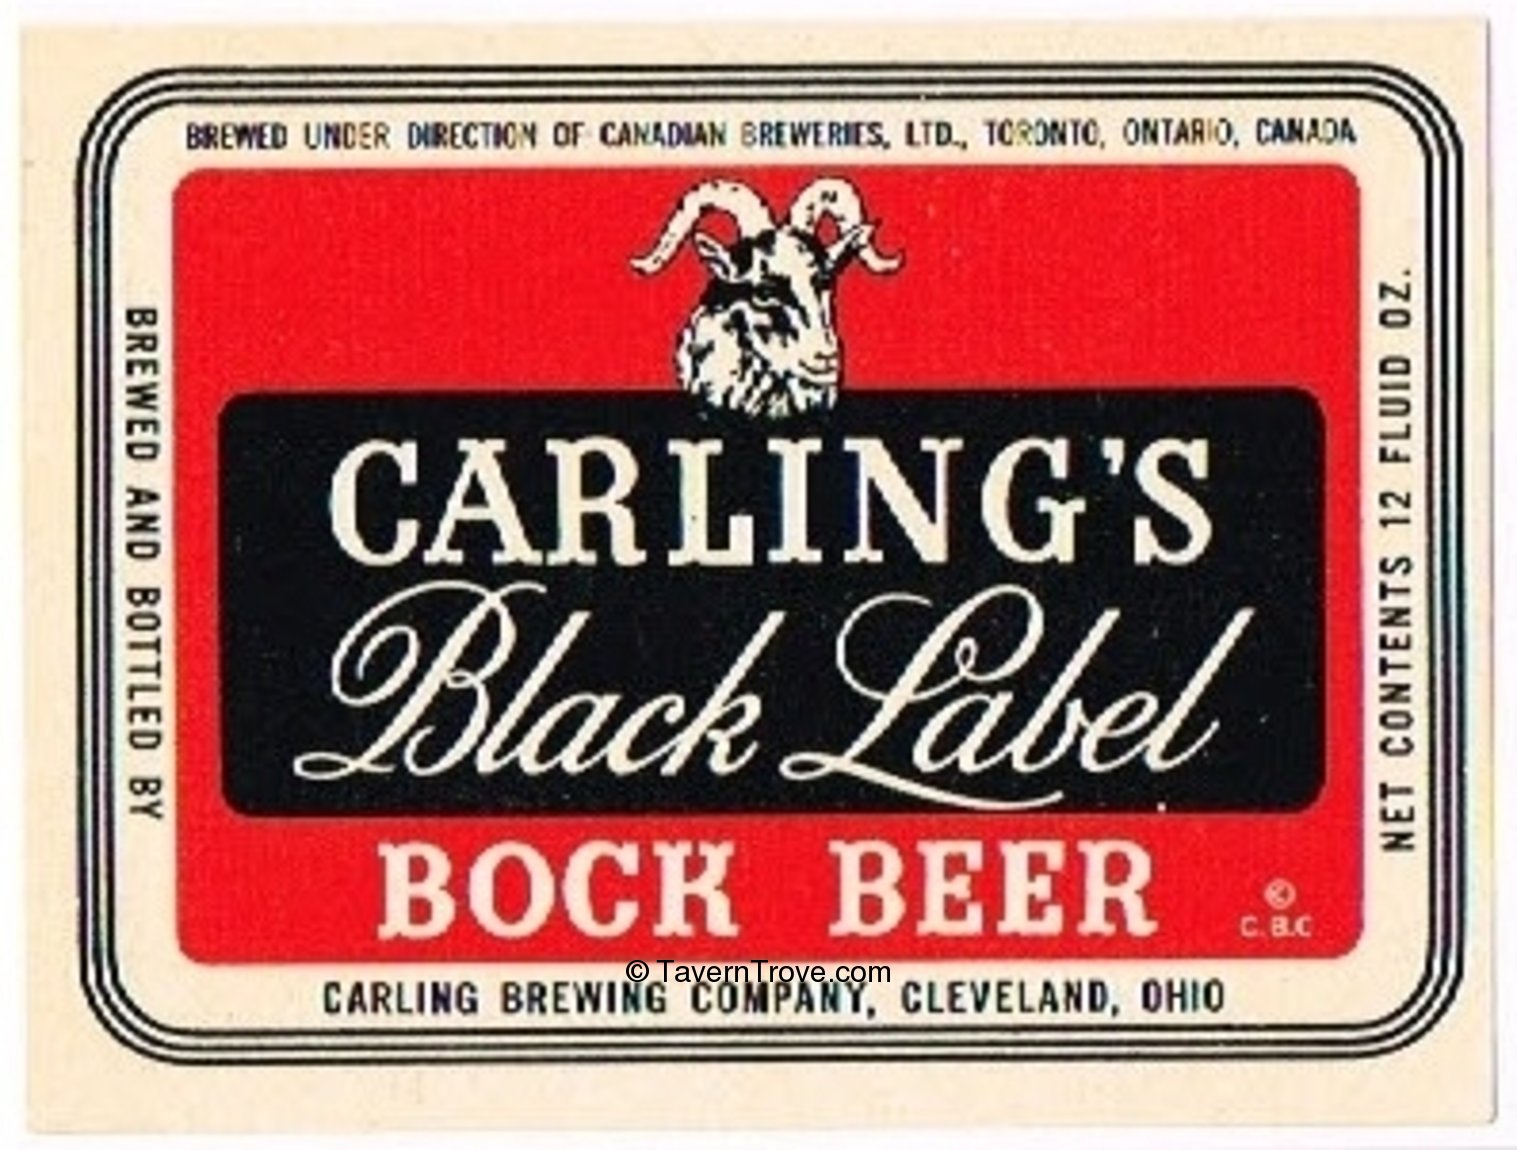 BREWED UNDER DIRECTION OF CANADIAN BREWERIES, LTD., TORONTO, ONTARIO, CANADA
BREWED AND BOTTLED BY
CARLING'S
Black Label
BOCK BEER
©
C.B.C
NET CONTENTS 12 FLUID OZ.
© TavernTrove.com
CARLING BREWING COMPANY, CLEVELAND, OHIO